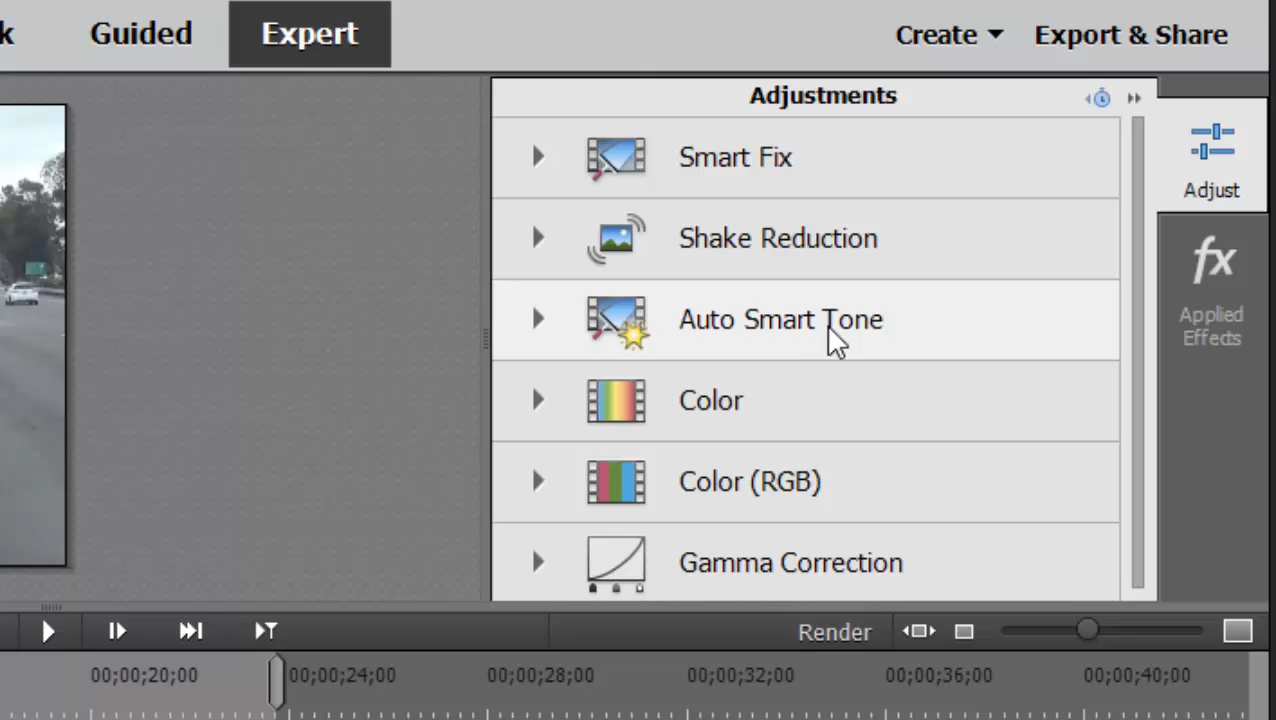 k Guided Expert Create Export & Share
Adjustments
Smart Fix
Adjust
Shake Reduction
fx
Applied
Effects
Auto Smart Tone
Color
Color (RGB)
Gamma Correction
Render
00;00;20;00 00;00;24;00 00;00;28;00 00;00;32;00 00;00;36;00 00;00;40;00